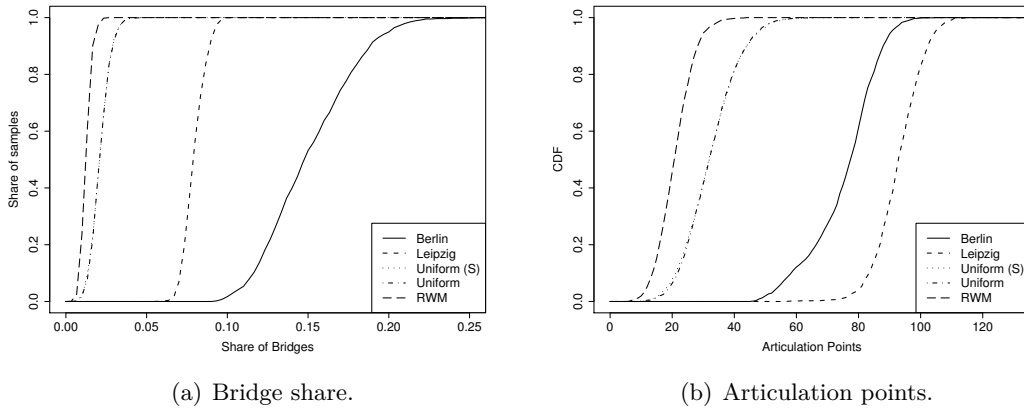 Share of samples
1.0
0.8
0.6
0.4
0.2
0.0
Berlin
Leipzig
Uniform (S)
Uniform
RWM
0.00 0.05 0.10 0.15 0.20 0.25
Share of Bridges
(a) Bridge share.
CDF
1.0
0.8
0.6
0.4
0.2
0.0
Berlin
Leipzig
Uniform (S)
Uniform
RWM
0 20 40 60 80 100 120
Articulation Points
(b) Articulation points.